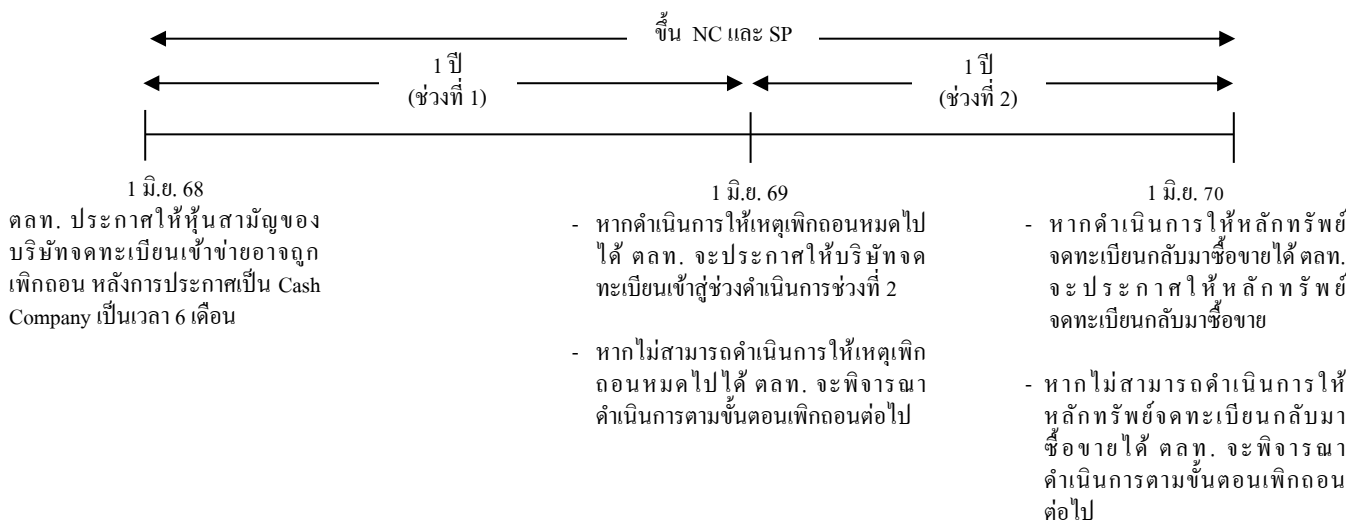 ขึ้น NC และ SP
1 ปี
(ช่วงที่ 1)
1 ปี
(ช่วงที่ 2)
1 มิ.ย. 68
ตลท. ประกาศให้หุ้นสามัญของ
บริษัทจดทะเบียนเข้าข่ายอาจถูก
เพิกถอน หลังการประกาศเป็น Cash
Company เป็นเวลา 6 เดือน
1 มิ.ย. 69
- หากดำเนินการให้เหตุเพิกถอนหมดไป
ได้ ตลท. จะประกาศให้บริษัทจด
ทะเบียนเข้าสู่ช่วงดำเนินการช่วงที่ 2
- หากไม่สามารถดำเนินการให้เหตุเพิก
ถอนหมดไปได้ ตลท. จะพิจารณา
ดำเนินการตามขั้นตอนเพิกถอนต่อไป
1 มิ.ย. 70
- หากดำเนินการให้หลักทรัพย์
จดทะเบียนกลับมาซื้อขายได้ ตลท.
จะประกาศให้หลักทรัพย์
จดทะเบียนกลับมาซื้อขาย
- หากไม่สามารถดำเนินการให้
หลักทรัพย์จดทะเบียนกลับมา
ซื้อขายได้ ตลท. จะพิจารณา
ดำเนินการตามขั้นตอนเพิกถอน
ต่อไป